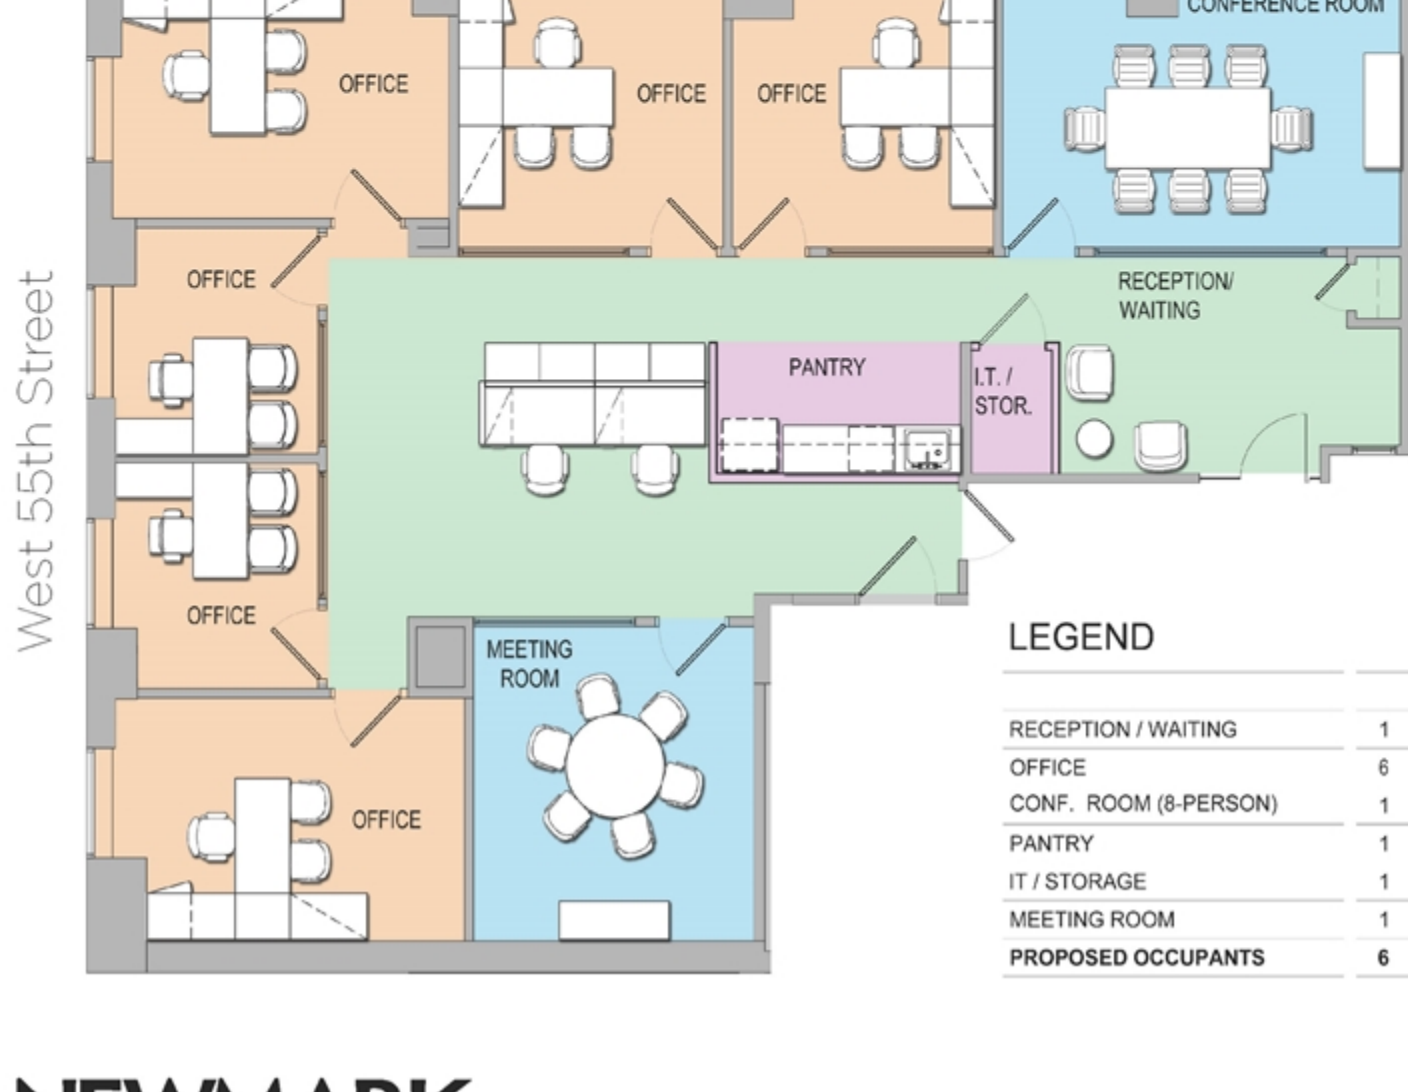 CONFERENCE ROOM
OFFICE
OFFICE
OFFICE
OFFICE
RECEPTION/
WAITING
PANTRY
I.T. /
STOR.
West 55th Street
OFFICE
MEETING
ROOM
OFFICE
LEGEND
RECEPTION / WAITING 1
OFFICE 6
CONF. ROOM (8-PERSON) 1
PANTRY 1
IT / STORAGE 1
MEETING ROOM 1
PROPOSED OCCUPANTS 6
NEWMARK